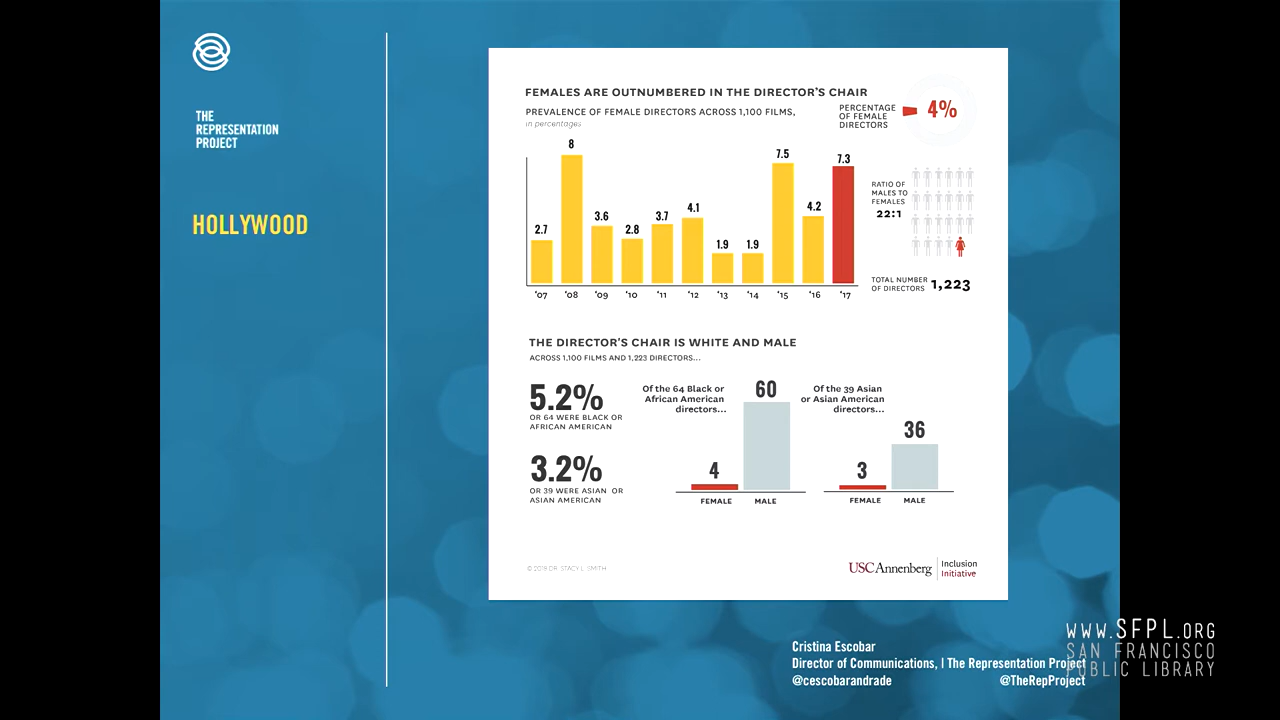 THE
REPRESENTATION
PROJECT
HOLLYWOOD
FEMALES ARE OUTNUMBERED IN THE DIRECTOR'S CHAIR
PREVALENCE OF FEMALE DIRECTORS ACROSS 1,100 FILMS,
in percentages
PERCENTAGE
OF FEMALE
DIRECTORS
4%
2.7
8
3.6
2.8
3.7
4.1
1.9
1.9
7.5
4.2
7.3
'07
'08
'09
'10
'11
'12
'13
'14
'15
'16
'17
RATIO OF
MALES TO
FEMALES
22:1
TOTAL NUMBER
OF DIRECTORS
1,223
THE DIRECTOR'S CHAIR IS WHITE AND MALE
ACROSS 1,100 FILMS AND 1,223 DIRECTORS...
5.2%
OR 64 WERE BLACK OR
AFRICAN AMERICAN
3.2%
OR 39 WERE ASIAN OR
ASIAN AMERICAN
Of the 64 Black or
African American
directors...
4
60
FEMALE
MALE
Of the 39 Asian
or Asian American
directors...
3
36
FEMALE
MALE
DR. STACY L. SMITH
USC Annenberg
Inclusion
Initiative
Cristina Escobar
Director of Communications, | The Representation Project
@cescobarandrade
@TheRepProject
WWW.SFPL.ORG
SAN FRANCISCO
PUBLIC LIBRARY